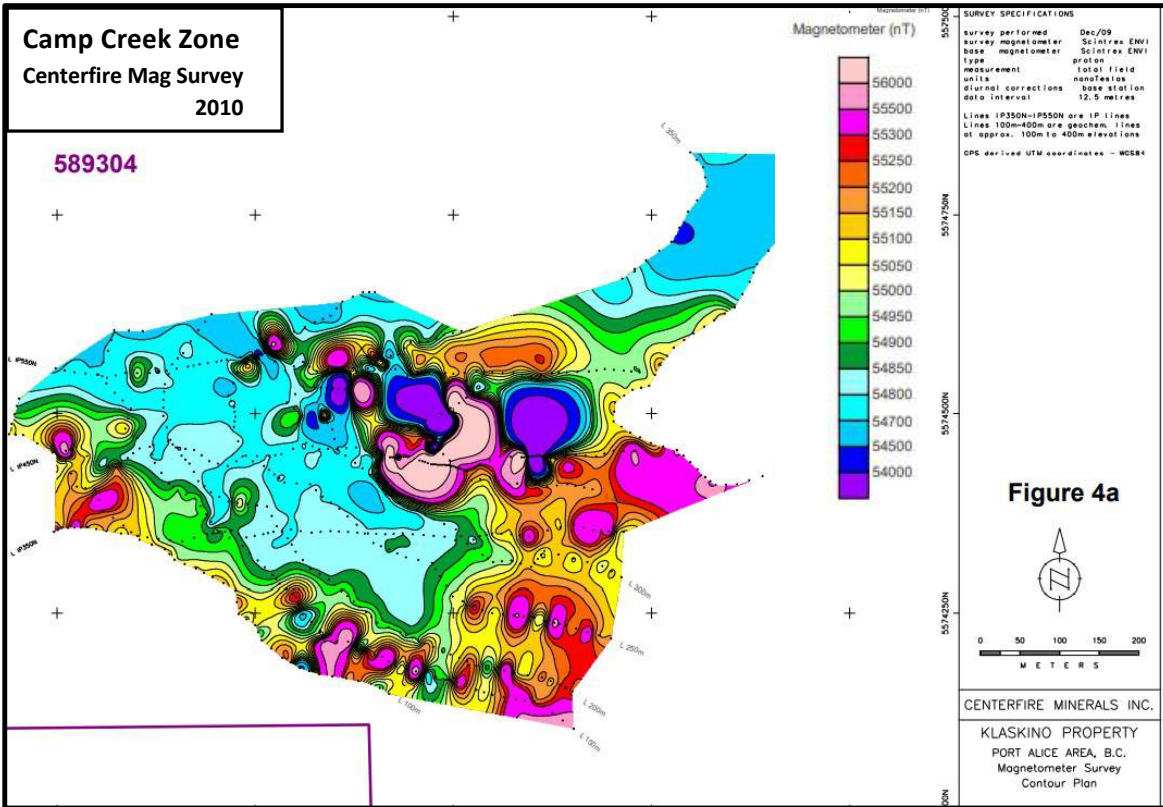 Camp Creek Zone
Centerfire Mag Survey
2010
589304
Magnetometer (nT)
Magnetometer (nT)
56000
55500
55300
55250
55200
55150
55100
55050
55000
54950
54900
54850
54800
54700
54500
54000
L 350m
L IP550N
L IP450N
L IP350N
L 300m
L 250m
L 200m
L 150m
L 100m
5574750N
5574500N
5574250N
SURVEY SPECIFICATIONS
survey performed Dec/09
survey magnetometer Scintrex ENVI
base magnetometer Scintrex ENVI
type proton
measurement total field
units nanoTeslas
diurnal corrections base station
data interval 12.5 metres
Lines IP350N-IP550N are IP lines
Lines 100m-400m are geochem. lines
at approx. 100m to 400m elevations
GPS derived UTM coordinates - WGS84
Figure 4a
N
0 50 100 150 200
METERS
CENTERFIRE MINERALS INC.
KLASKINO PROPERTY
PORT ALICE AREA, B.C.
Magnetometer Survey
Contour Plan